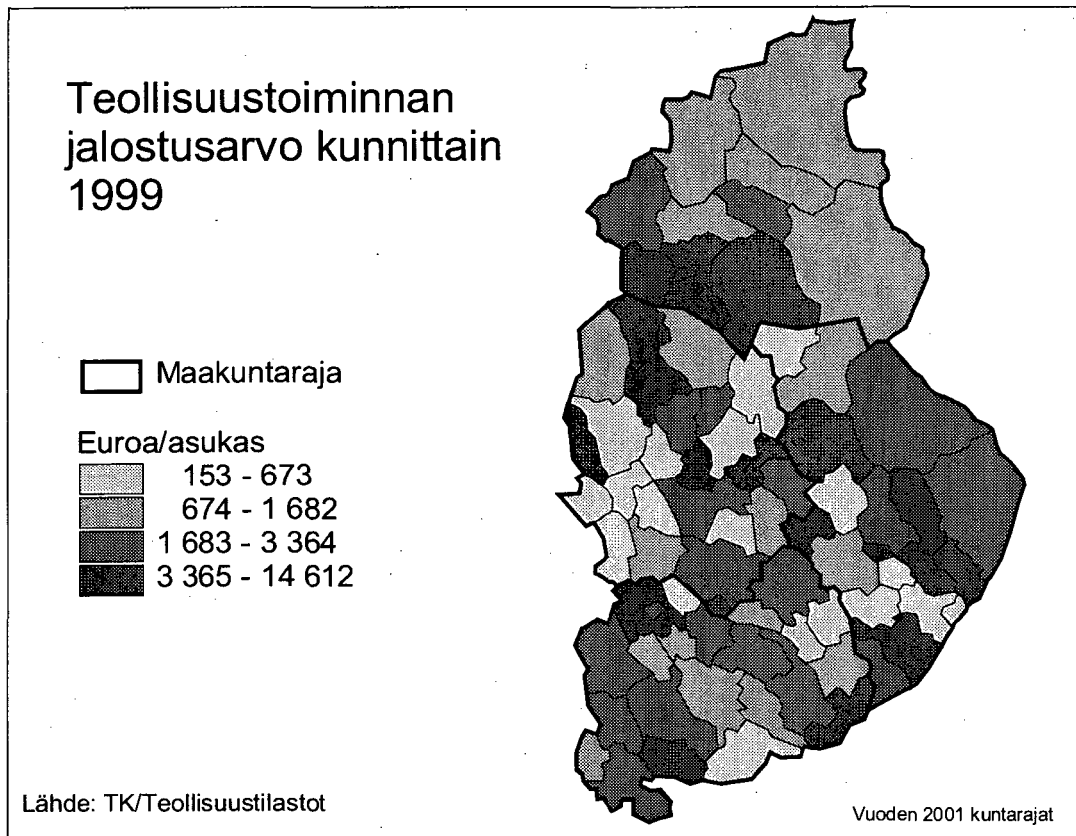 Teollisuustoiminnan
jalostusarvo kunnittain
1999
Maakuntaraja
Euroa/asukas
153 - 673
674 - 1 682
1 683 - 3 364
3 365 - 14 612
Lähde: TK/Teollisuustilastot
Vuoden 2001 kuntarajat